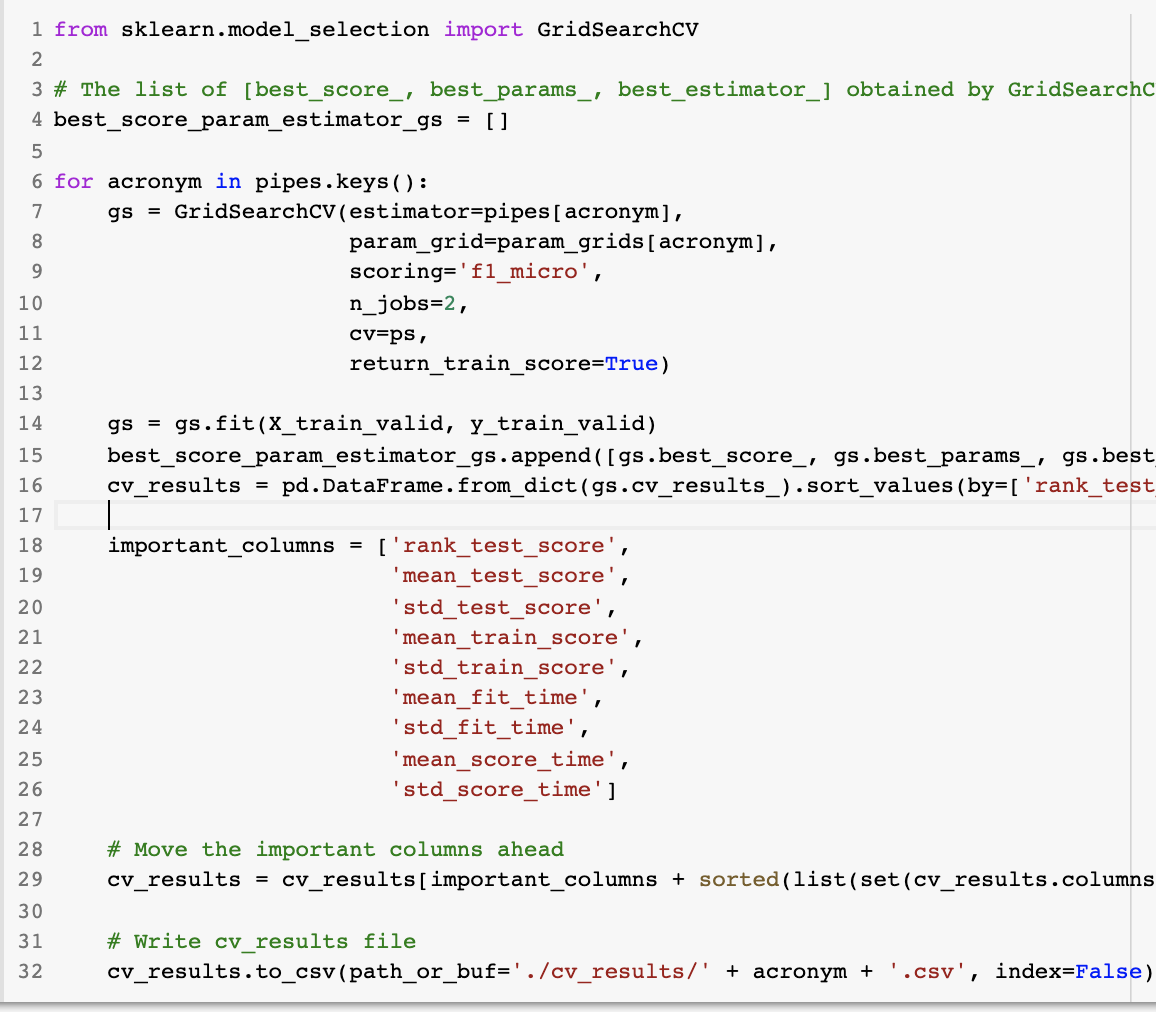 1 from sklearn.model_selection import GridSearchCV
2
3 # The list of [best_score_, best_params_, best_estimator_] obtained by GridSearchC
4 best_score_param_estimator_gs = []
5
6 for acronym in pipes.keys():
7     gs = GridSearchCV(estimator=pipes[acronym],
8                       param_grid=param_grids[acronym],
9                       scoring='f1_micro',
10                       n_jobs=2,
11                       cv=ps,
12                       return_train_score=True)
13
14     gs = gs.fit(X_train_valid, y_train_valid)
15     best_score_param_estimator_gs.append([gs.best_score_, gs.best_params_, gs.best_
16     cv_results = pd.DataFrame.from_dict(gs.cv_results_).sort_values(by=['rank_test_
17
18     important_columns = ['rank_test_score',
19                          'mean_test_score',
20                          'std_test_score',
21                          'mean_train_score',
22                          'std_train_score',
23                          'mean_fit_time',
24                          'std_fit_time',
25                          'mean_score_time',
26                          'std_score_time']
27
28     # Move the important columns ahead
29     cv_results = cv_results[important_columns + sorted(list(set(cv_results.columns
30
31     # Write cv_results file
32     cv_results.to_csv(path_or_buf='./cv_results/' + acronym + '.csv', index=False)